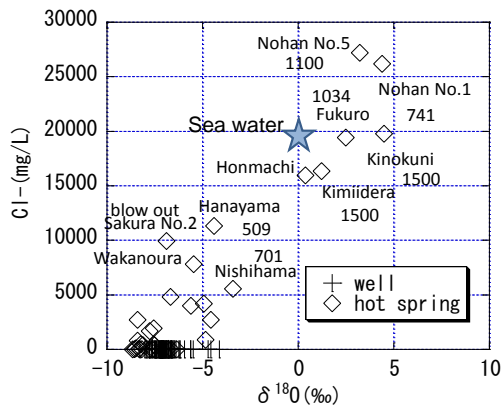 Cl-(mg/L)
30000
25000
20000
15000
10000
5000
0
Nohan No.5
1100
Nohan No.1
741
1034
Fukuro
Sea water
Kinokuni
1500
Honmachi
Kimiidera
1500
blow out
Sakura No.2
Hanayama
509
Wakanoura
701
Nishihama
well
hot spring
-10 -5 0 5 10
δ 18O(‰)